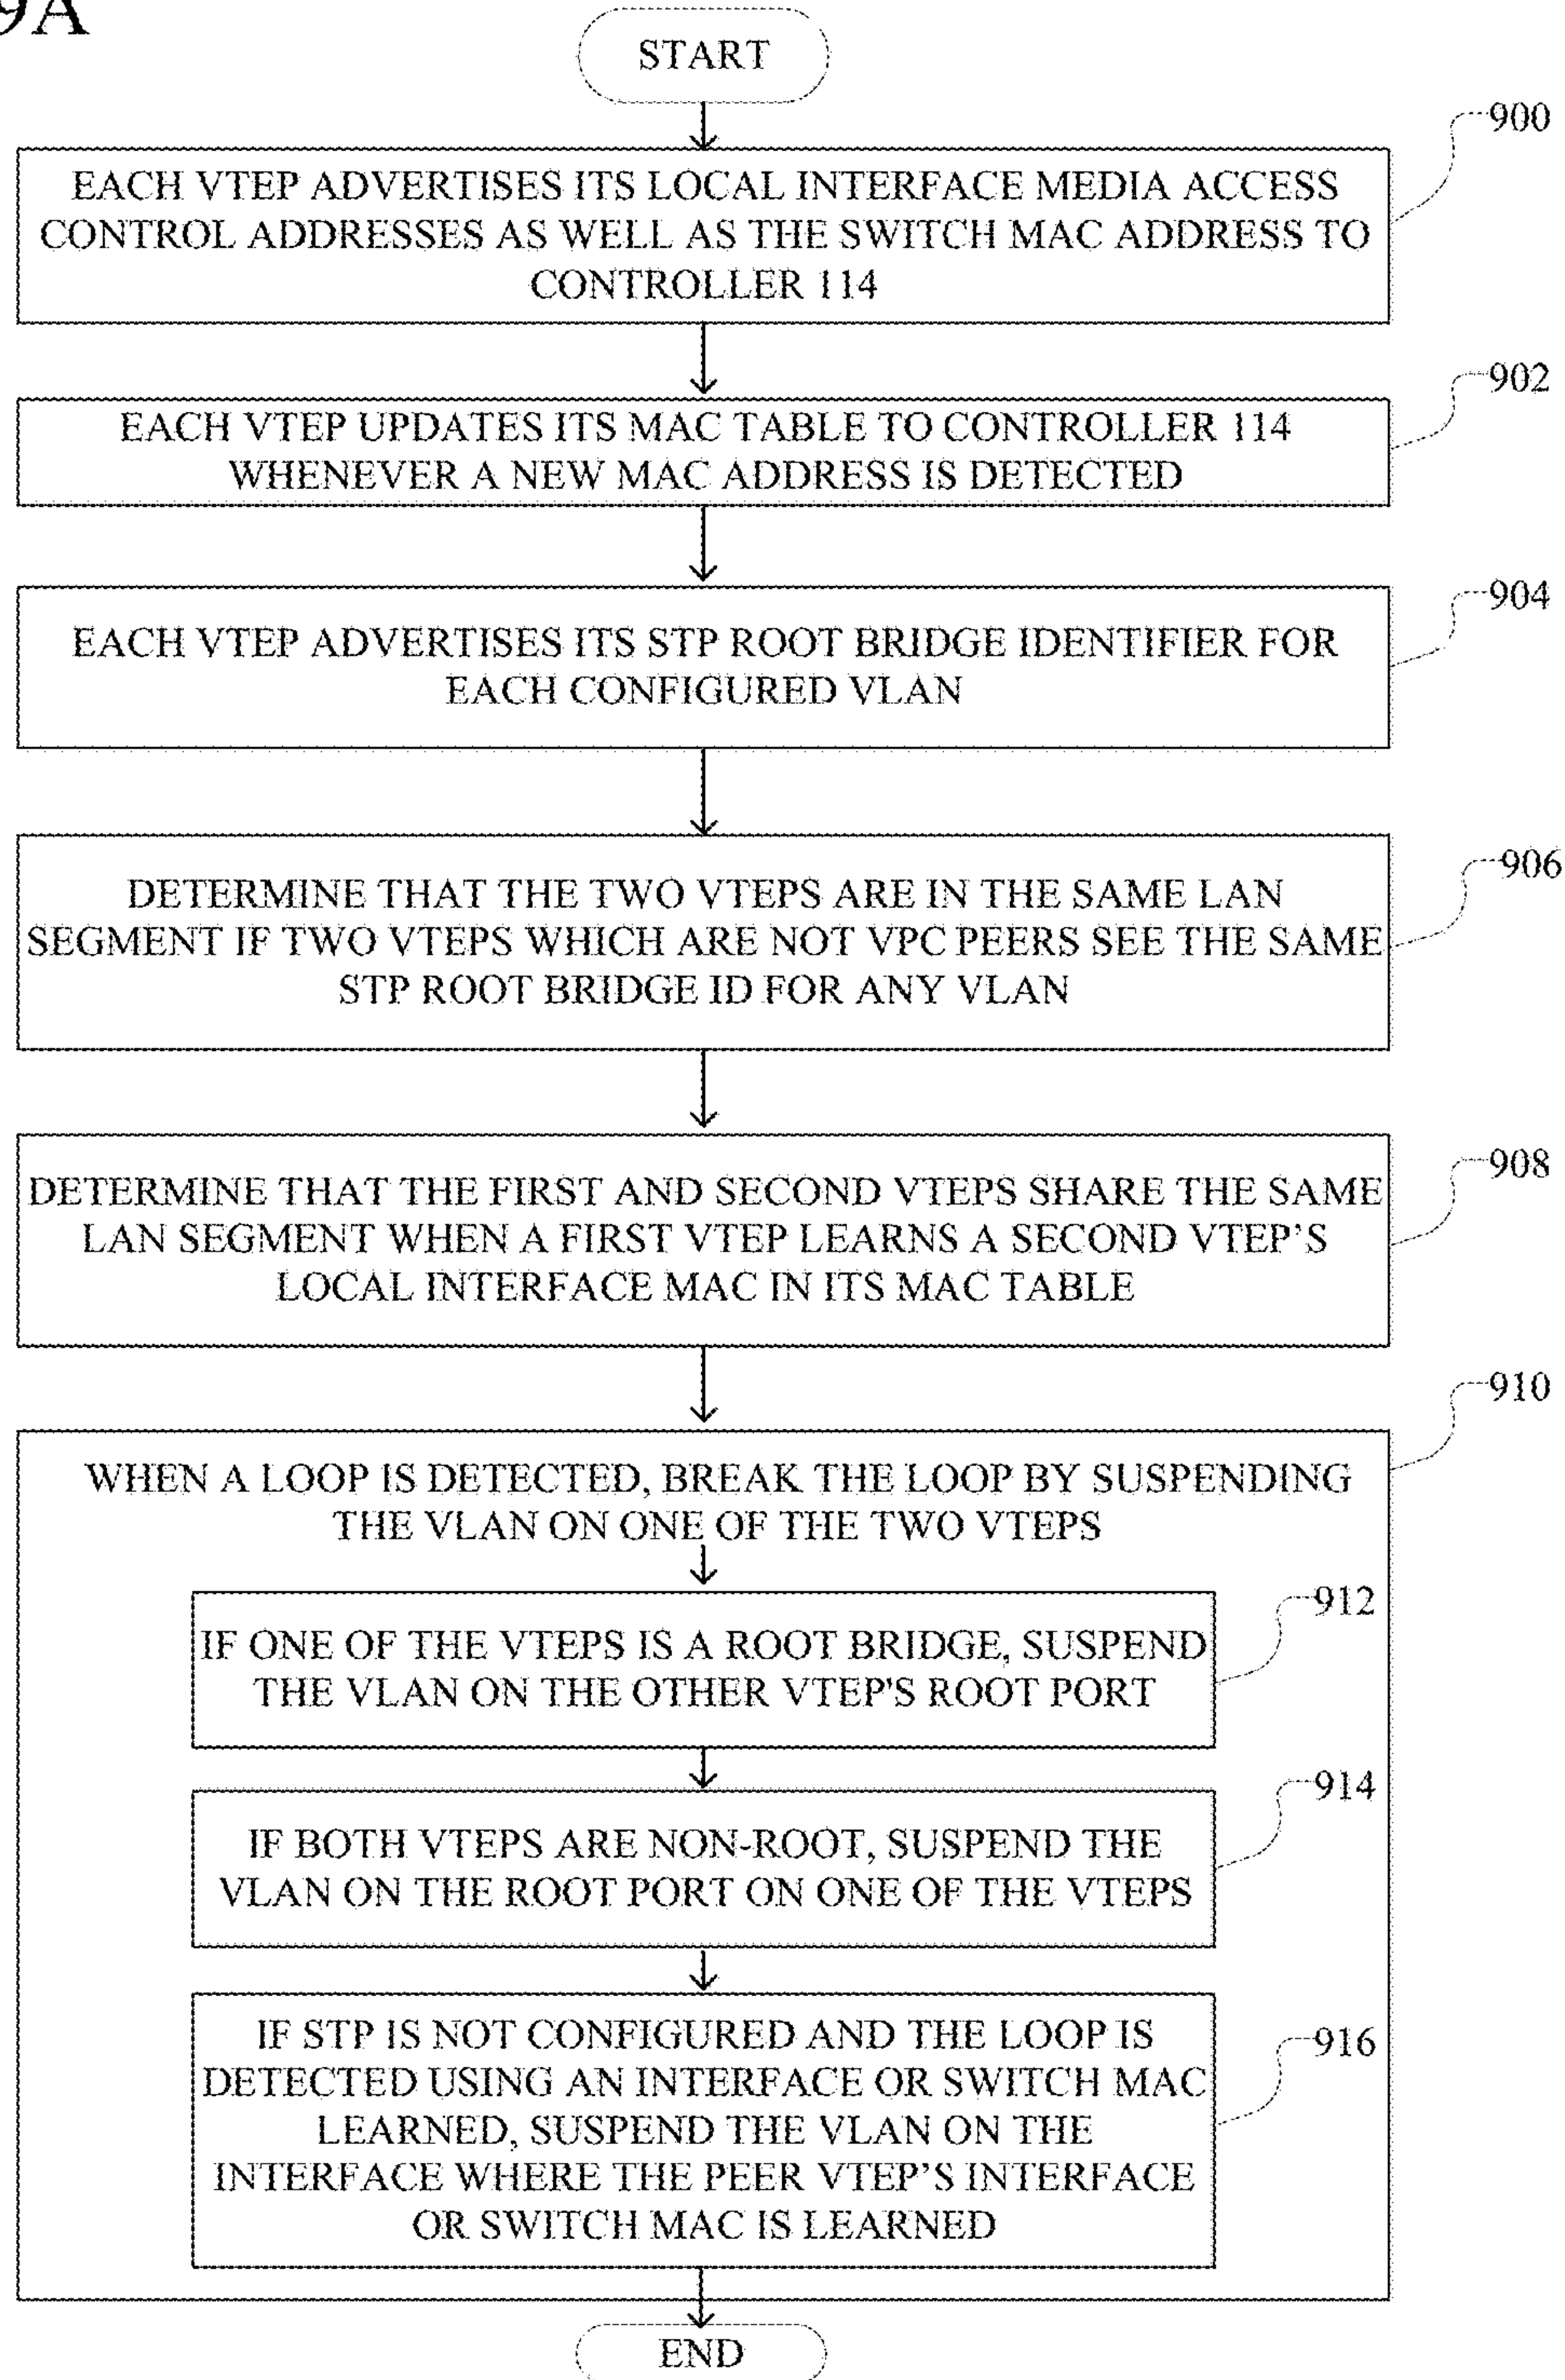 9A
START
900
EACH VTEP ADVERTISES ITS LOCAL INTERFACE MEDIA ACCESS
CONTROL ADDRESSES AS WELL AS THE SWITCH MAC ADDRESS TO
CONTROLLER 114
902
EACH VTEP UPDATES ITS MAC TABLE TO CONTROLLER 114
WHENEVER A NEW MAC ADDRESS IS DETECTED
904
EACH VTEP ADVERTISES ITS STP ROOT BRIDGE IDENTIFIER FOR
EACH CONFIGURED VLAN
906
DETERMINE THAT THE TWO VTEPS ARE IN THE SAME LAN
SEGMENT IF TWO VTEPS WHICH ARE NOT VPC PEERS SEE THE SAME
STP ROOT BRIDGE ID FOR ANY VLAN
908
DETERMINE THAT THE FIRST AND SECOND VTEPS SHARE THE SAME
LAN SEGMENT WHEN A FIRST VTEP LEARNS A SECOND VTEP'S
LOCAL INTERFACE MAC IN ITS MAC TABLE
910
WHEN A LOOP IS DETECTED, BREAK THE LOOP BY SUSPENDING
THE VLAN ON ONE OF THE TWO VTEPS
912
IF ONE OF THE VTEPS IS A ROOT BRIDGE, SUSPEND
THE VLAN ON THE OTHER VTEP'S ROOT PORT
914
IF BOTH VTEPS ARE NON-ROOT, SUSPEND THE
VLAN ON THE ROOT PORT ON ONE OF THE VTEPS
916
IF STP IS NOT CONFIGURED AND THE LOOP IS
DETECTED USING AN INTERFACE OR SWITCH MAC
LEARNED, SUSPEND THE VLAN ON THE
INTERFACE WHERE THE PEER VTEP'S INTERFACE
OR SWITCH MAC IS LEARNED
END